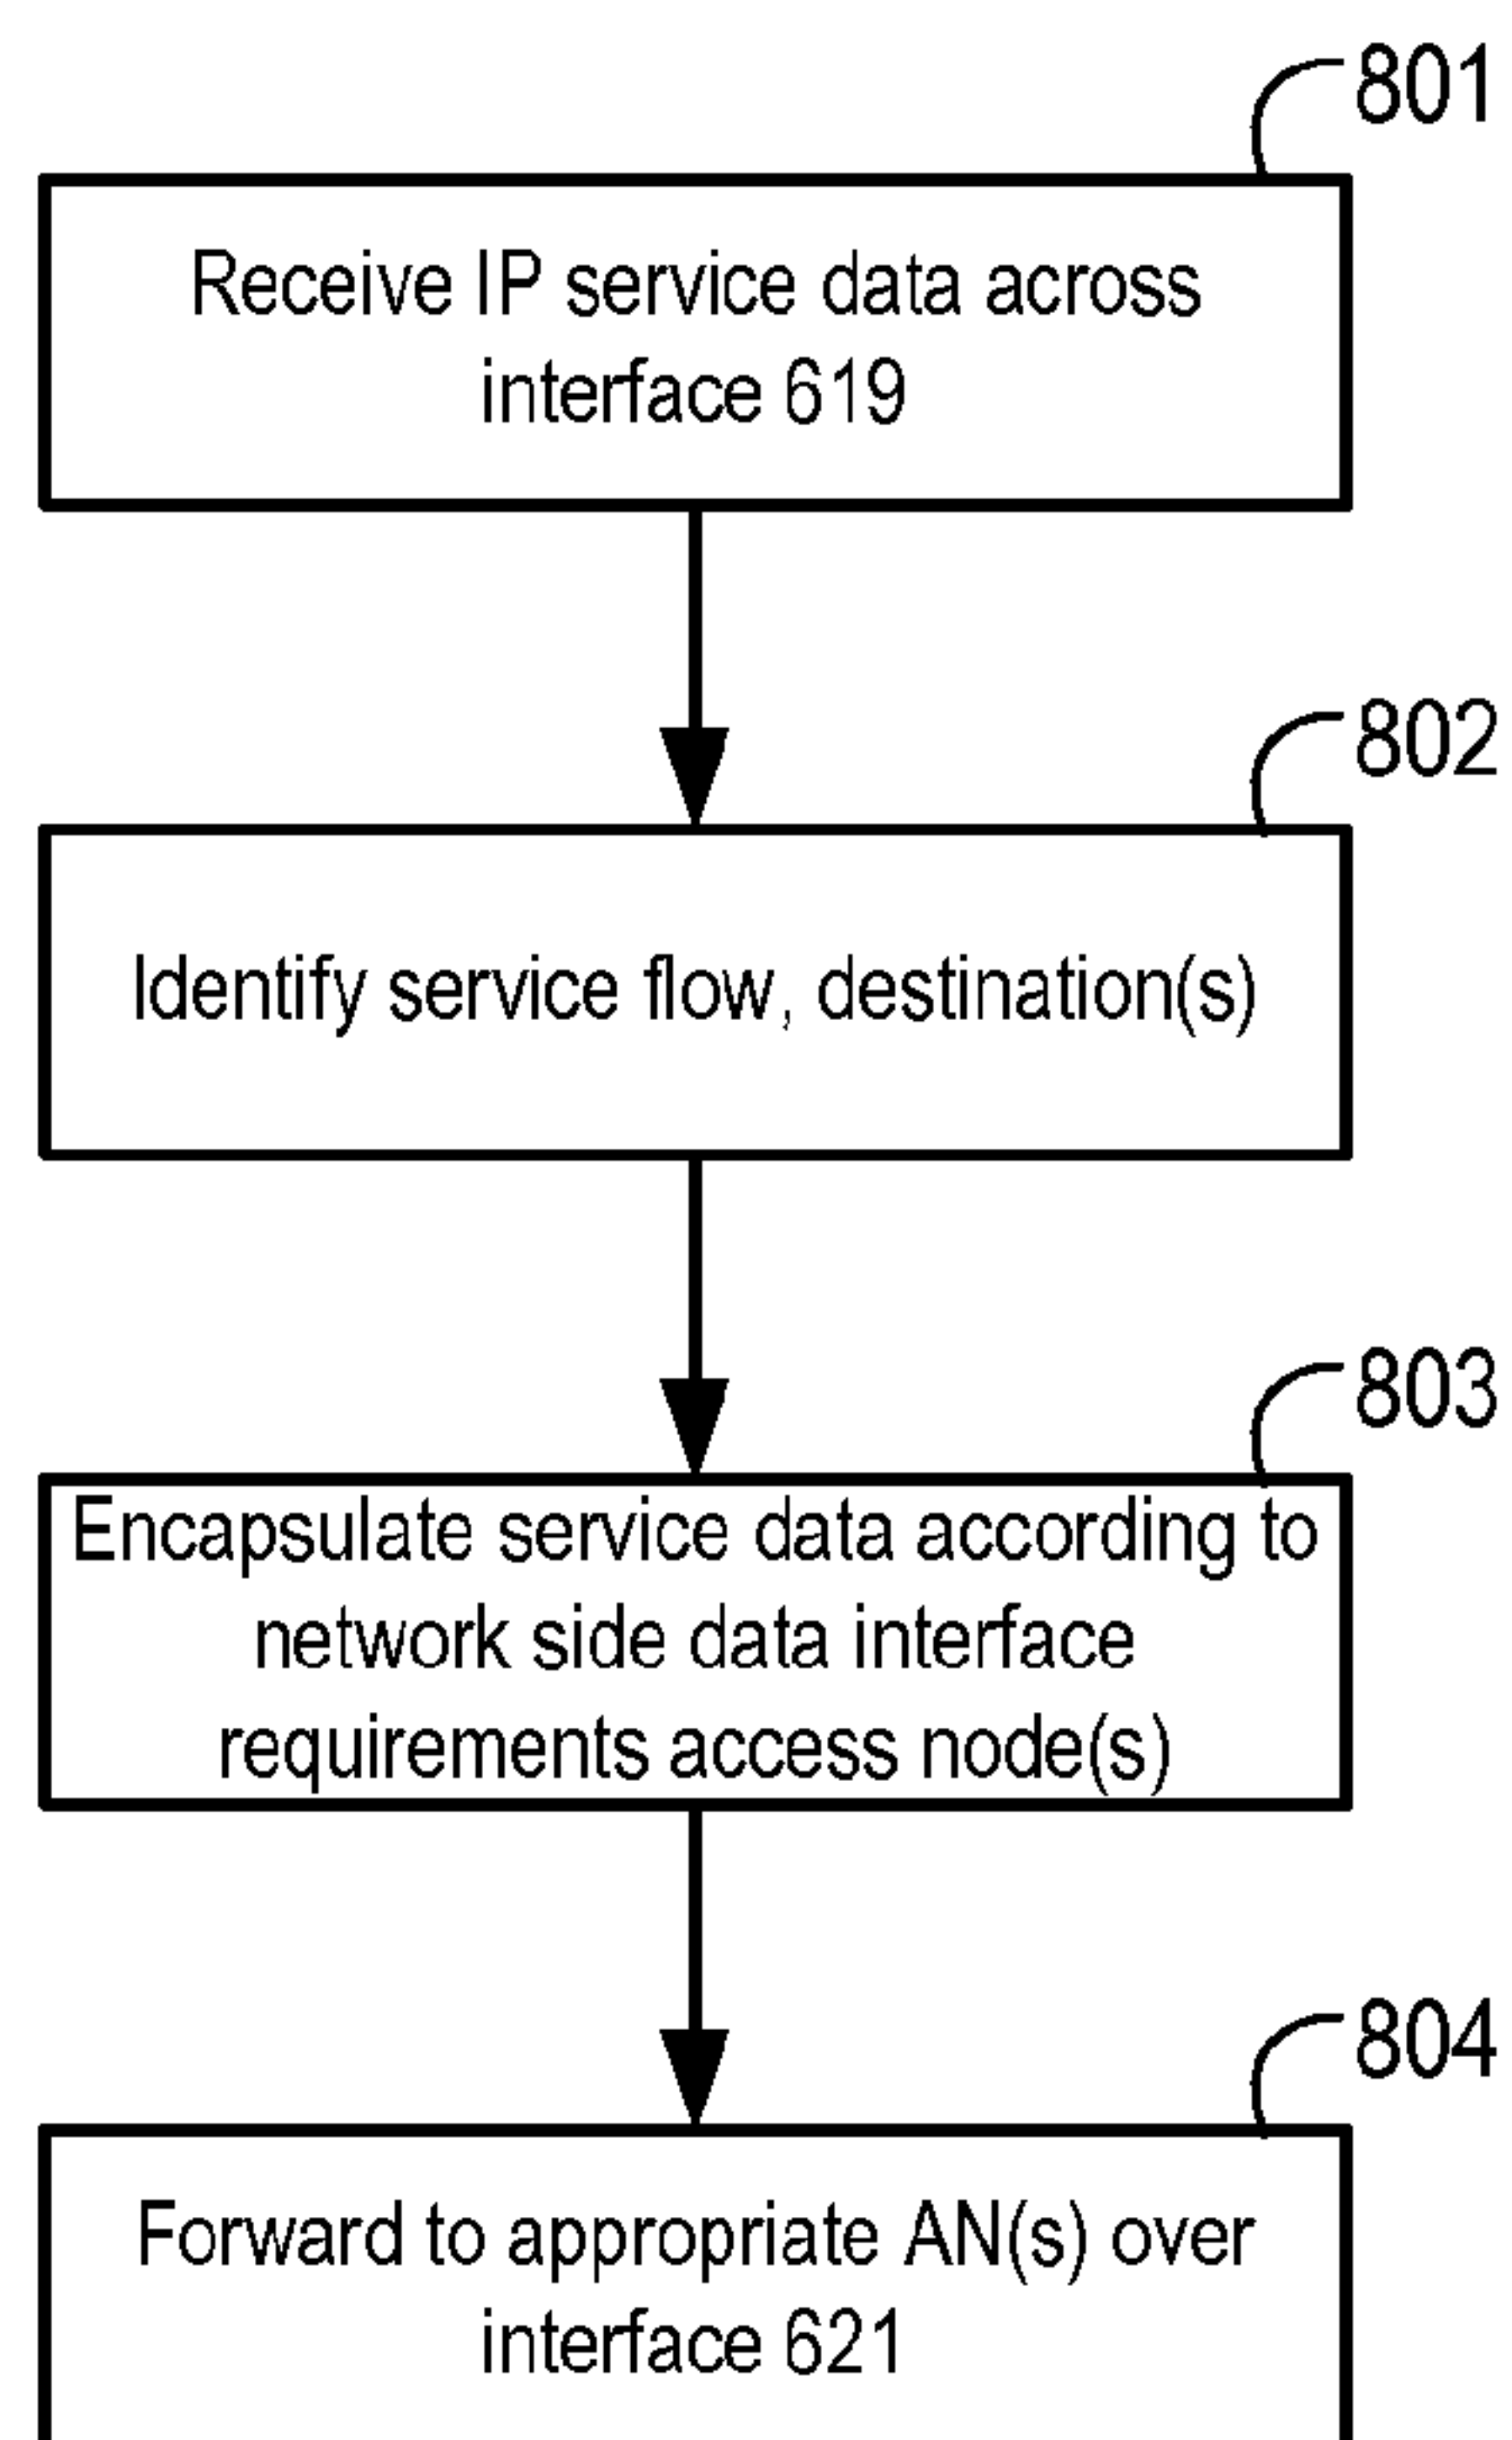 801
Receive IP service data across
interface 619
802
Identify service flow, destination(s)
803
Encapsulate service data according to
network side data interface
requirements access node(s)
804
Forward to appropriate AN(s) over
interface 621